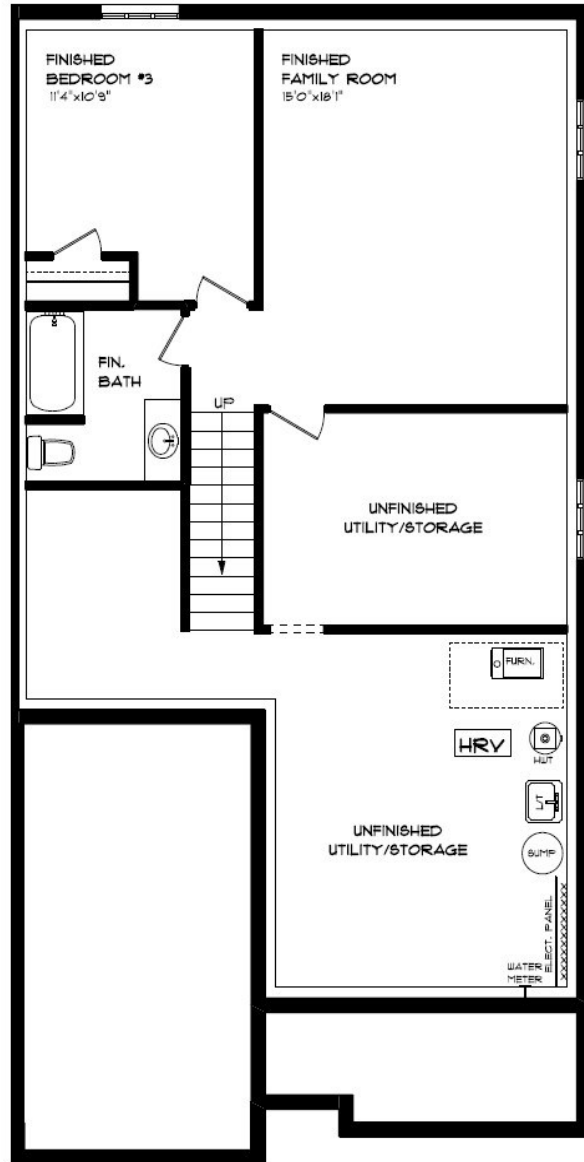 FINISHED
BEDROOM #3
11'4"x10'9"
FINISHED
FAMILY ROOM
15'0"x18'1"
FIN.
BATH
UP
UNFINISHED
UTILITY/STORAGE
FURN.
HRV
HWT
LT
UNFINISHED
UTILITY/STORAGE
SUMP
ELECT. PANEL
WATER
METER